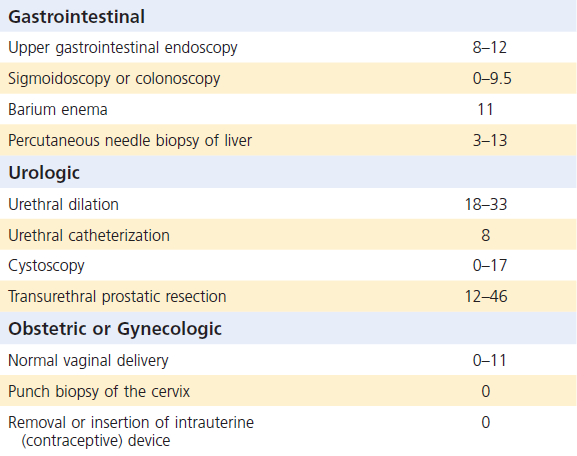 Gastrointestinal
Upper gastrointestinal endoscopy 8–12
Sigmoidoscopy or colonoscopy 0–9.5
Barium enema 11
Percutaneous needle biopsy of liver 3–13
Urologic
Urethral dilation 18–33
Urethral catheterization 8
Cystoscopy 0–17
Transurethral prostatic resection 12–46
Obstetric or Gynecologic
Normal vaginal delivery 0–11
Punch biopsy of the cervix 0
Removal or insertion of intrauterine 0
(contraceptive) device